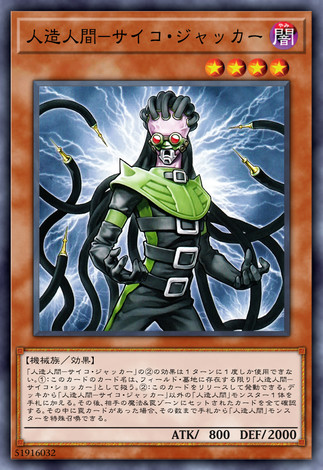 人造人間-サイコ・ジャッカー
闇
やみ
【機械族/効果】
「人造人間-サイコ・ジャッカー」の②の効果は1ターンに1度しか使用できな
い。①:このカードのカード名は、フィールド・墓地に存在する限り「人造人間-
サイコ・ショッカー」として扱う。②:このカードをリリースして発動できる。デ
ッキから「人造人間-サイコ・ジャッカー」以外の「人造人間」モンスター1体を
手札に加える。その後、相手の魔法&罠ゾーンにセットされたカードを全て確認
する。その中に罠カードがあった場合、その数まで手札から「人造人間」モンスター
を特殊召喚できる。
ATK/ 800 DEF/2000
51916032